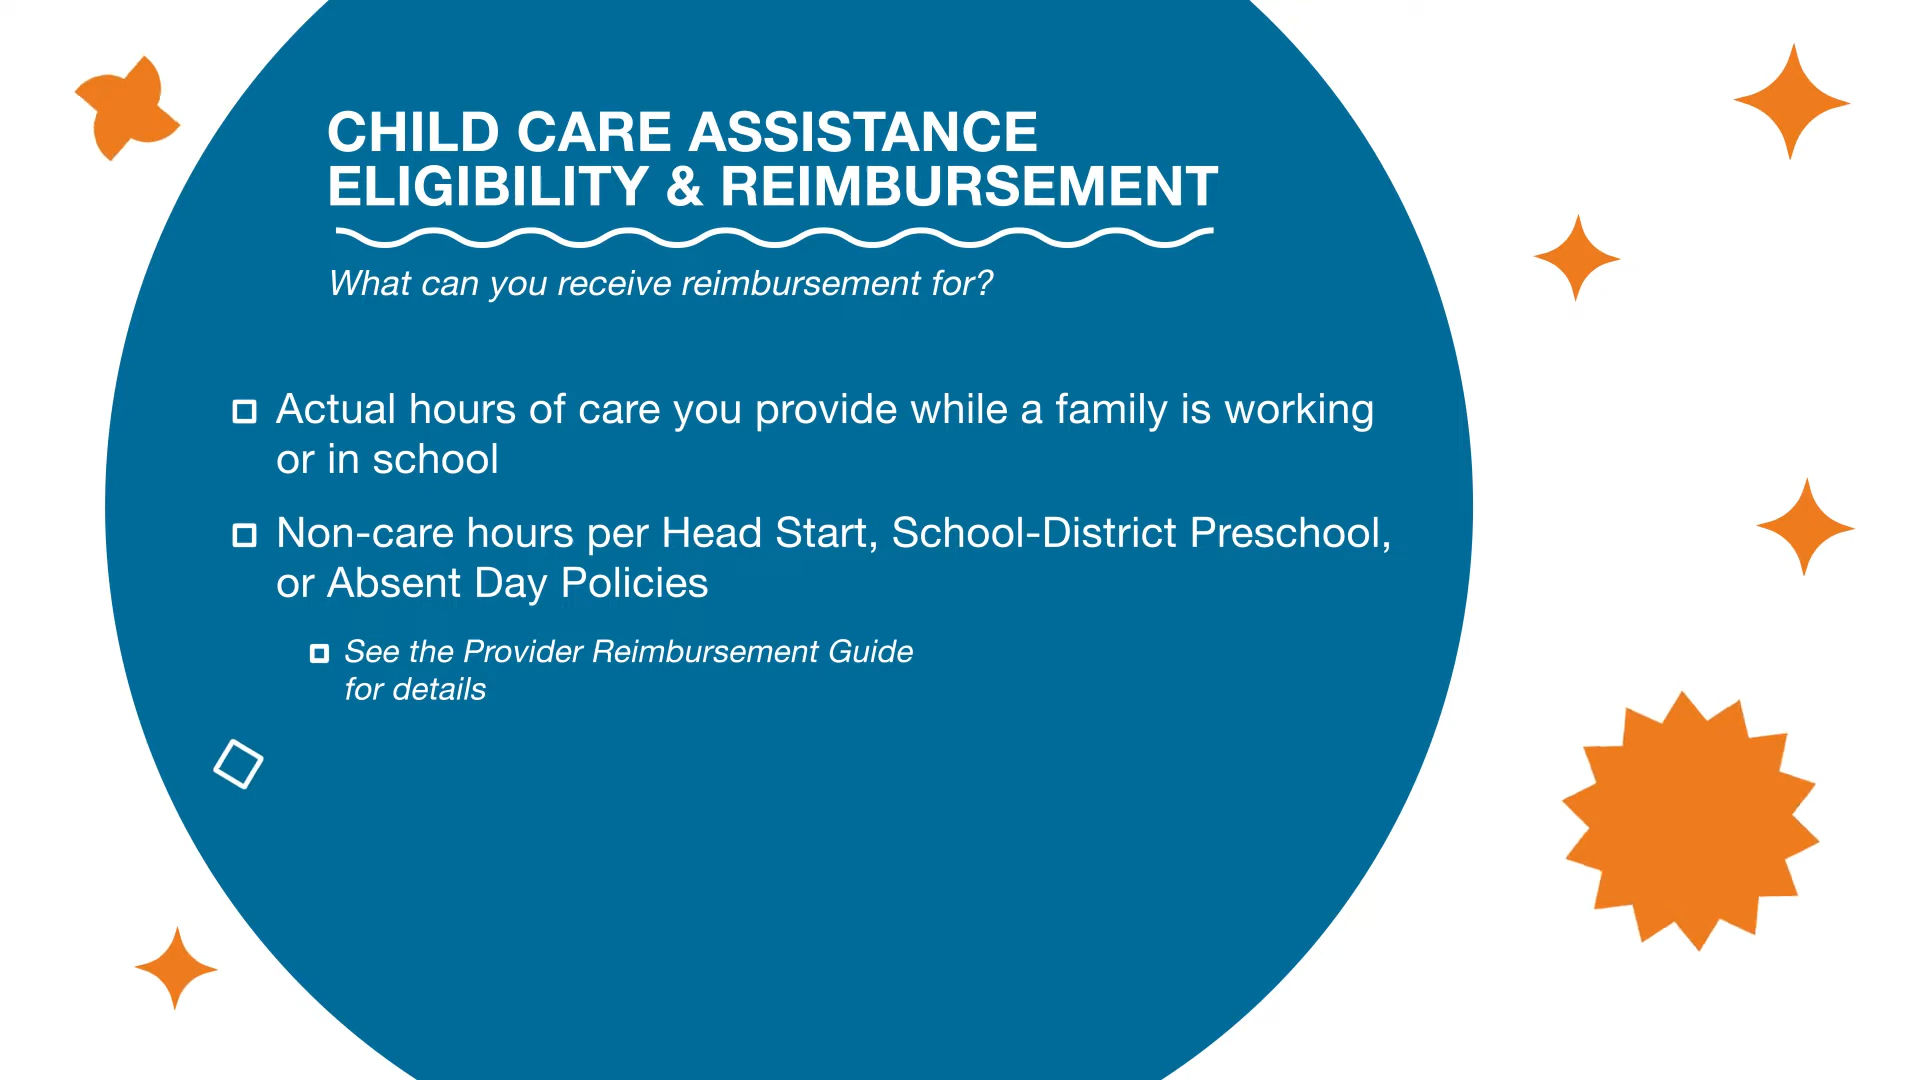 CHILD CARE ASSISTANCE
ELIGIBILITY & REIMBURSEMENT
What can you receive reimbursement for?
Actual hours of care you provide while a family is working
or in school
Non-care hours per Head Start, School-District Preschool,
or Absent Day Policies
See the Provider Reimbursement Guide
for details